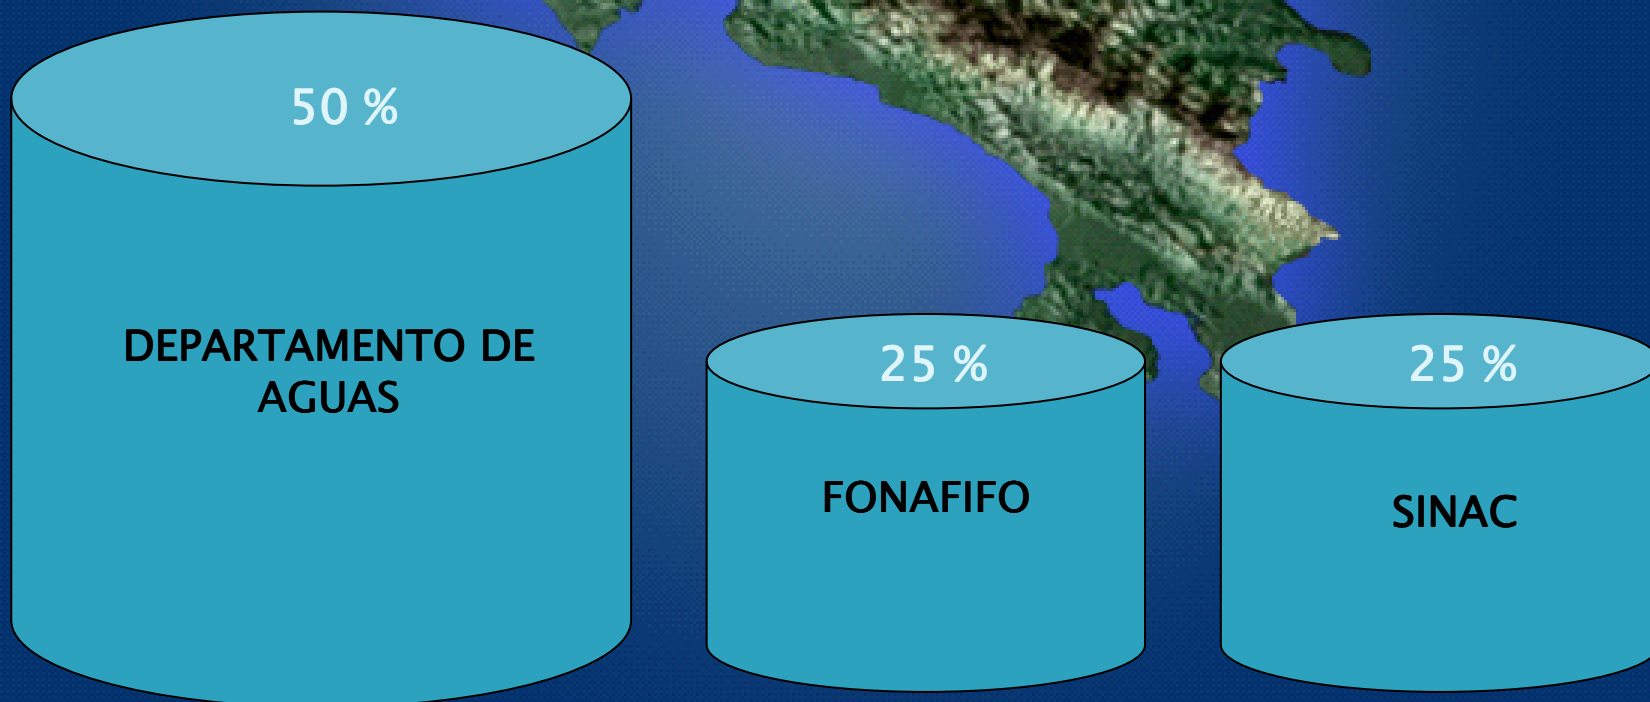 50 %
DEPARTAMENTO DE
AGUAS
25 %
FONAFIFO
25 %
SINAC